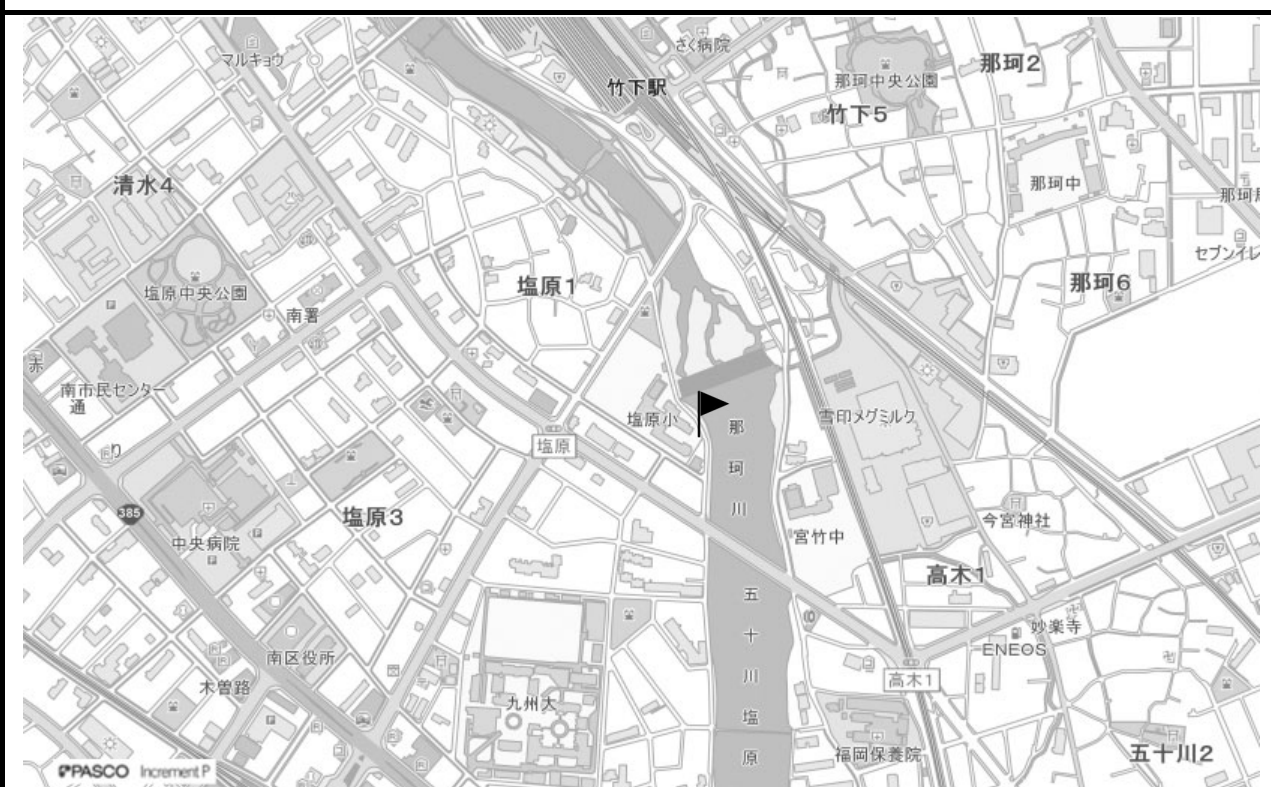 マルキョウ
さく病院
竹下駅
那珂中央公園
那珂2
竹下5
清水4
那珂中
那珂
セブンイレ
塩原中央公園
塩原1
那珂6
南署
赤
南市民センター
通
り
塩原小
塩原
雪印メグミルク
那
珂
川
385
中央病院
塩原3
宮竹中
今宮神社
高木1
五
十
川
塩
原
妙楽寺
ENEOS
南区役所
木曽路
高木1
九州大
福岡保養院
五十川2
PASCO Increment P